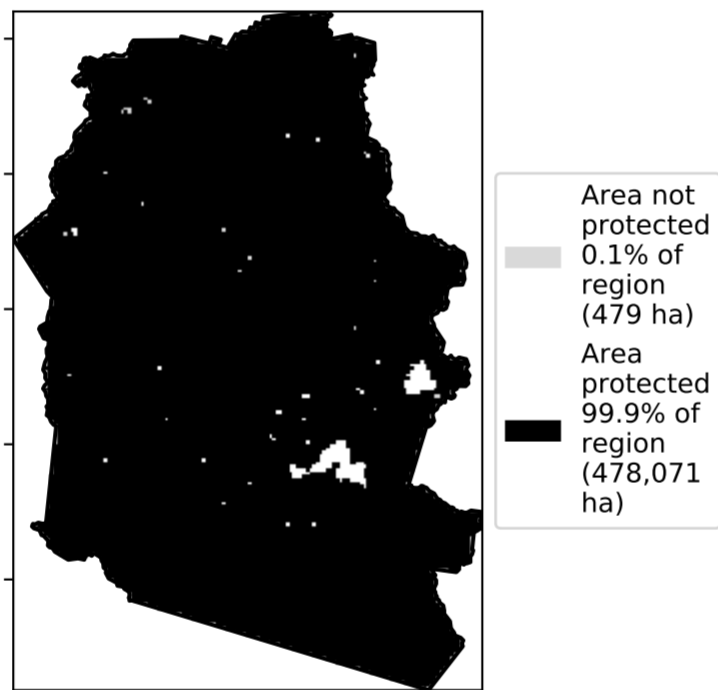 Area not
protected
0.1% of
region
(479 ha)
Area
protected
99.9% of
region
(478,071
ha)